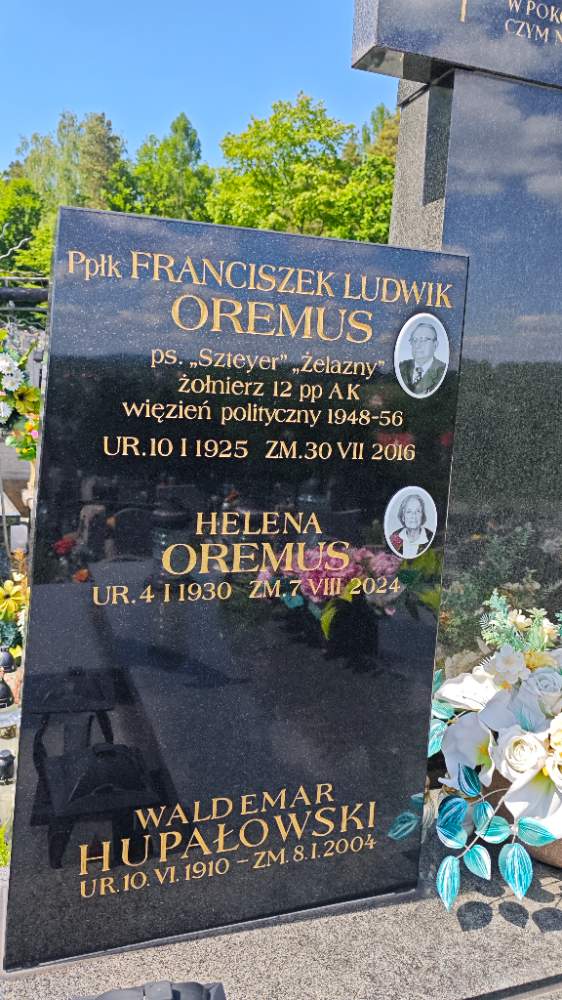 W POK
CZYM N
Ppłk FRANCISZEK LUDWIK
OREMUS
ps. „Szteyer” „Żelazny”
żołnierz 12 pp AK
więzień polityczny 1948-56
UR.10 I 1925 ZM.30 VII 2016
HELENA
OREMUS
UR.4 I 1930 ZM.7 VIII 2024
WALDEMAR
HUPAŁOWSKI
UR.10.VI.1910 – ZM.8.I.2004